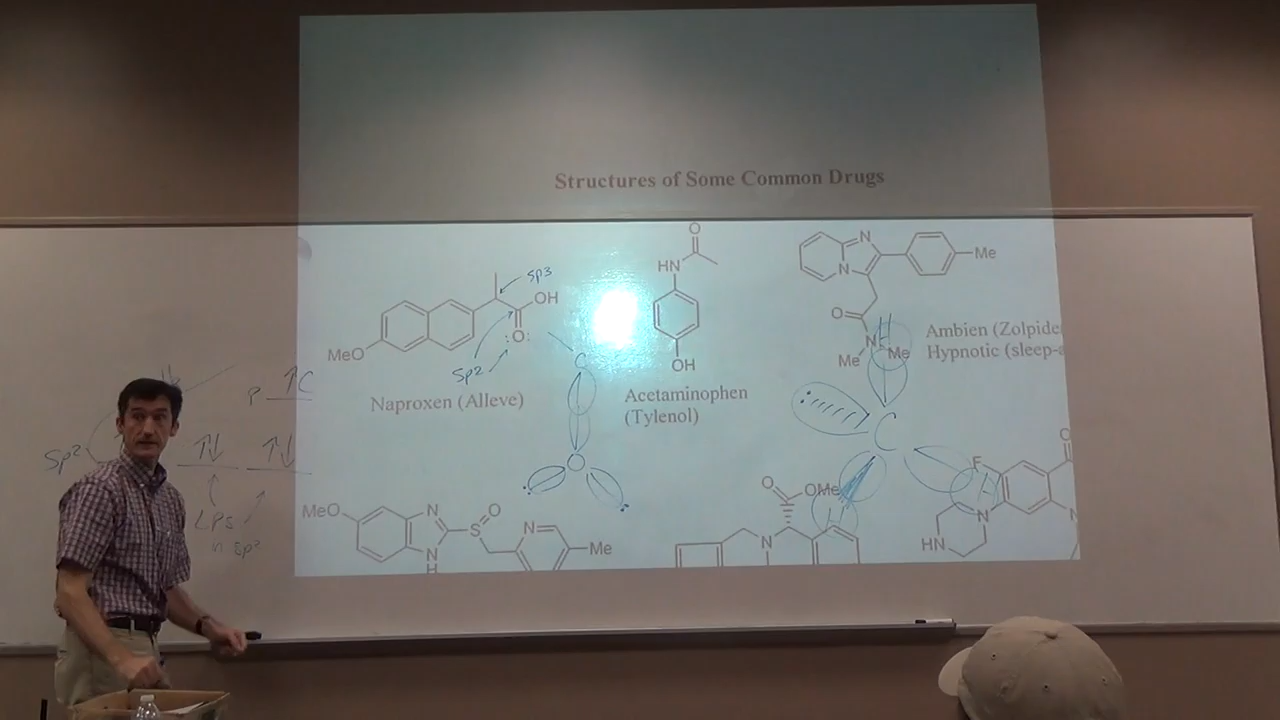 Structures of Some Common Drugs
O
HN
OH
Acetaminophen
(Tylenol)
sp3
OH
:O:
sp2
MeO
Naproxen (Alleve)
N
N
Me
O
N
Me
Me
Ambien (Zolpide
Hypnotic (sleep-a
H
C
C
O
P
C
Sp2
LPs
n sp2
MeO
N
N
H
S
O
N
Me
O
OMe
N
F
O
N
HN
N